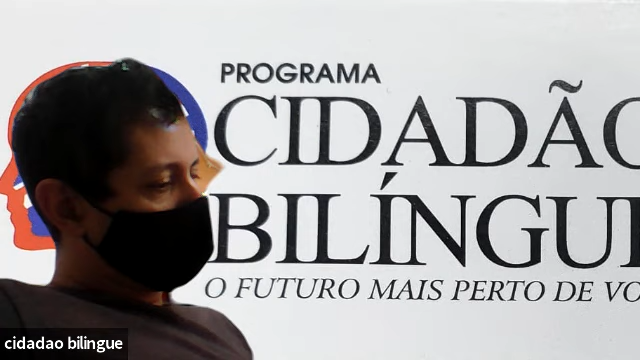 PROGRAMA
CIDADÃO
BILÍNGUE
O FUTURO MAIS PERTO DE VO
cidadao bilingue